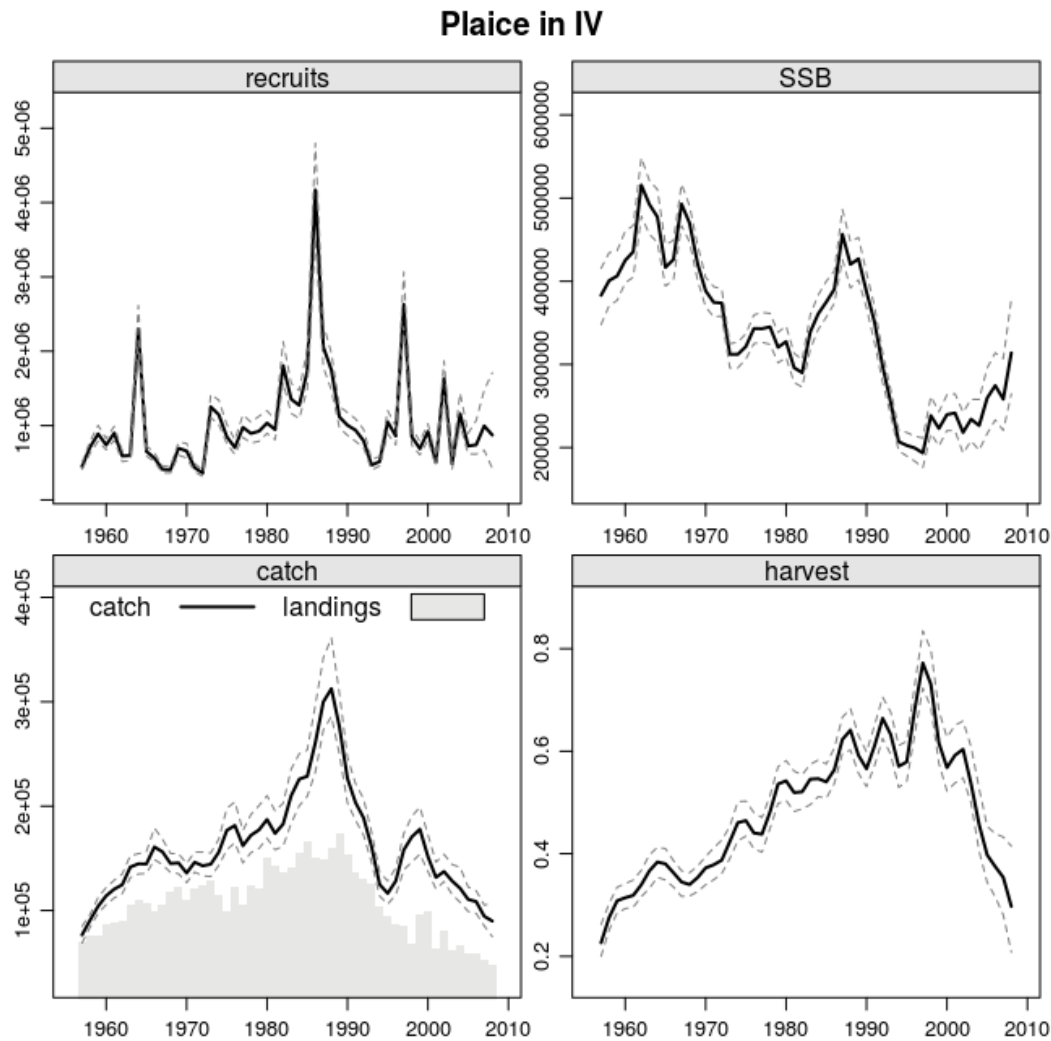 Plaice in IV
recruits
5e+06
4e+06
3e+06
2e+06
1e+06
1960 1970 1980 1990 2000 2010
SSB
600000
500000
400000
300000
200000
1960 1970 1980 1990 2000 2010
catch
catch landings
4e+05
3e+05
2e+05
1e+05
1960 1970 1980 1990 2000 2010
harvest
0.8
0.6
0.4
0.2
1960 1970 1980 1990 2000 2010